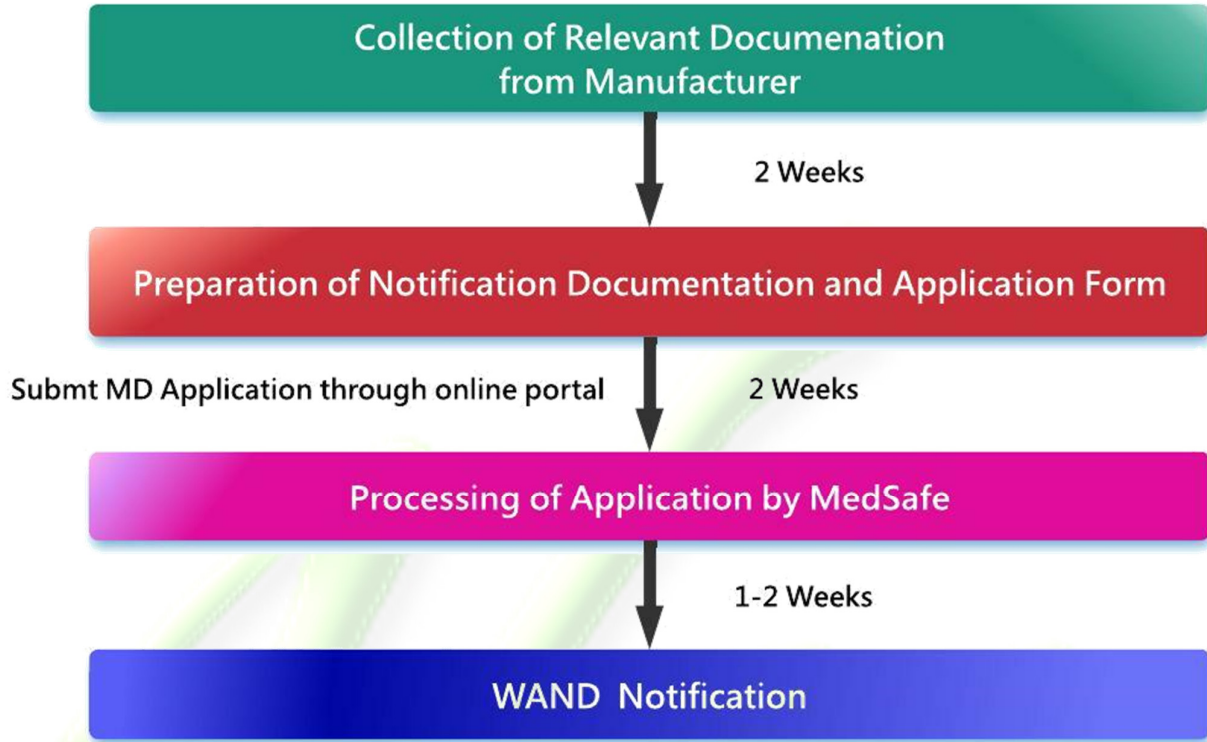 Collection of Relevant Documenation
from Manufacturer
2 Weeks
Preparation of Notification Documentation and Application Form
Submt MD Application through online portal
2 Weeks
Processing of Application by MedSafe
1-2 Weeks
WAND Notification